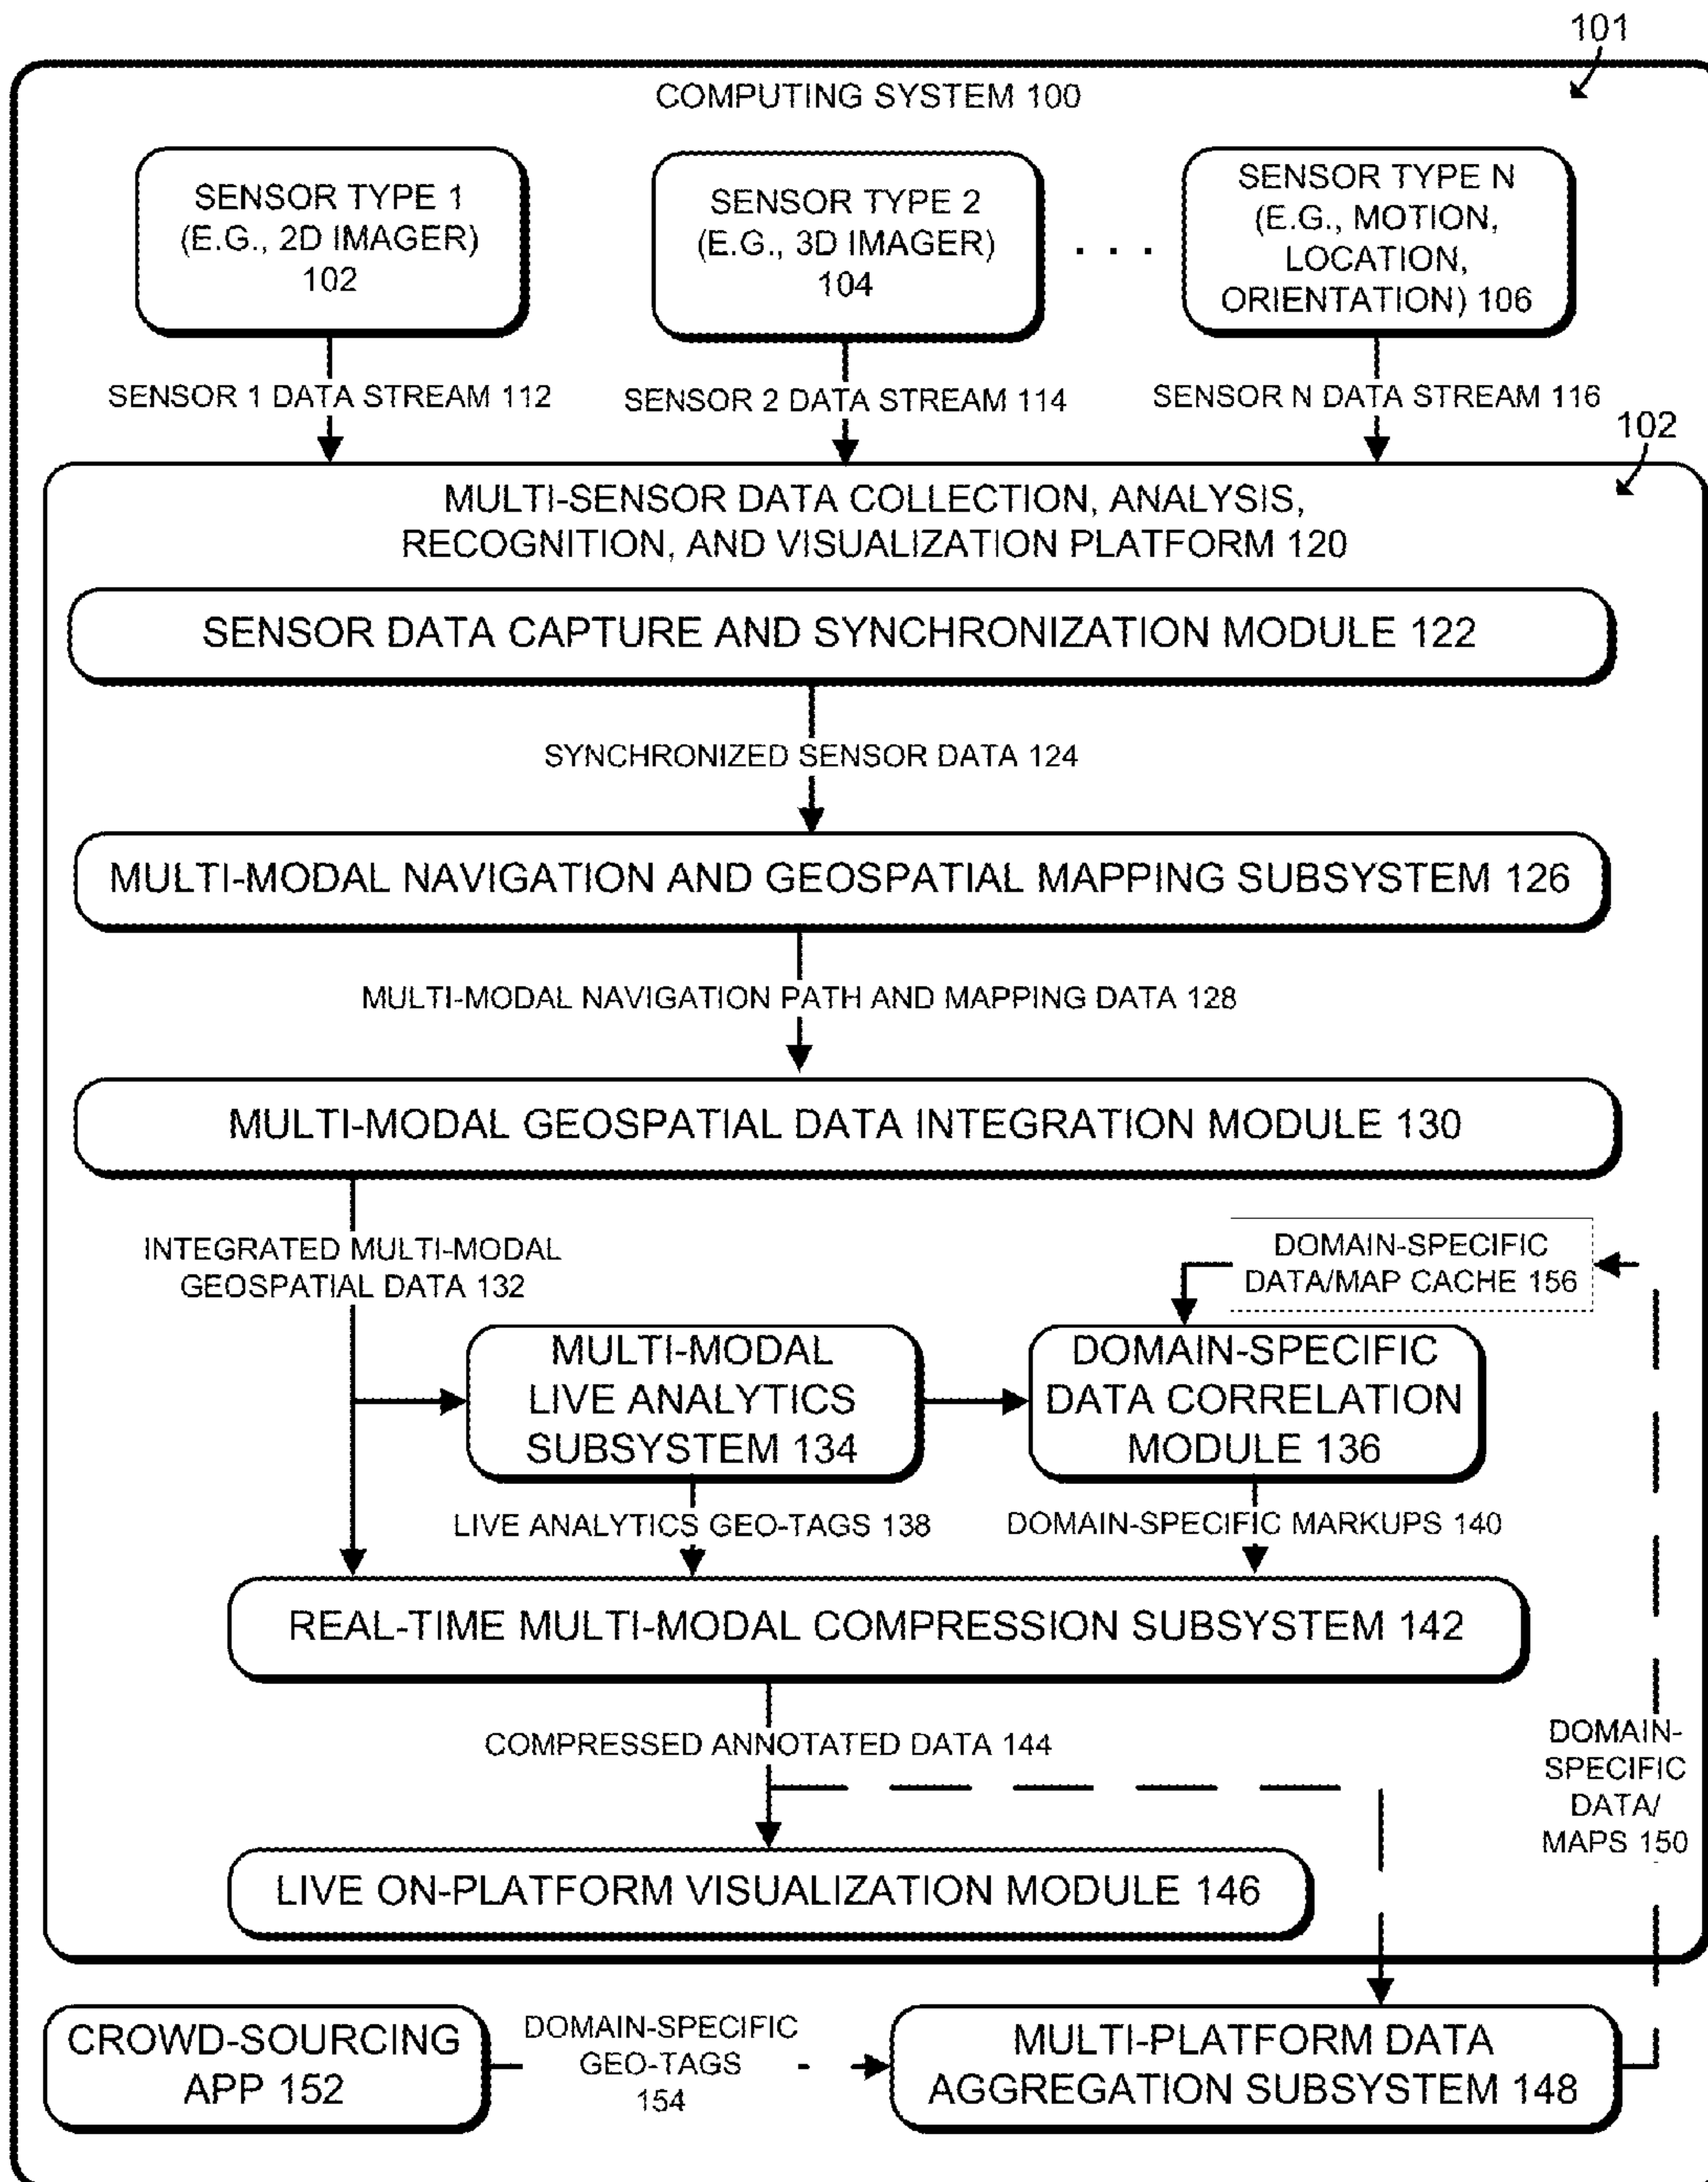 101
COMPUTING SYSTEM 100
SENSOR TYPE 1
(E.G., 2D IMAGER)
102
SENSOR TYPE 2
(E.G., 3D IMAGER)
104
. . .
SENSOR TYPE N
(E.G., MOTION,
LOCATION,
ORIENTATION) 106
SENSOR 1 DATA STREAM 112
SENSOR 2 DATA STREAM 114
SENSOR N DATA STREAM 116
102
MULTI-SENSOR DATA COLLECTION, ANALYSIS,
RECOGNITION, AND VISUALIZATION PLATFORM 120
SENSOR DATA CAPTURE AND SYNCHRONIZATION MODULE 122
SYNCHRONIZED SENSOR DATA 124
MULTI-MODAL NAVIGATION AND GEOSPATIAL MAPPING SUBSYSTEM 126
MULTI-MODAL NAVIGATION PATH AND MAPPING DATA 128
MULTI-MODAL GEOSPATIAL DATA INTEGRATION MODULE 130
INTEGRATED MULTI-MODAL
GEOSPATIAL DATA 132
DOMAIN-SPECIFIC
DATA/MAP CACHE 156
MULTI-MODAL
LIVE ANALYTICS
SUBSYSTEM 134
DOMAIN-SPECIFIC
DATA CORRELATION
MODULE 136
LIVE ANALYTICS GEO-TAGS 138
DOMAIN-SPECIFIC MARKUPS 140
REAL-TIME MULTI-MODAL COMPRESSION SUBSYSTEM 142
COMPRESSED ANNOTATED DATA 144
DOMAIN-
SPECIFIC
DATA/
MAPS 150
LIVE ON-PLATFORM VISUALIZATION MODULE 146
CROWD-SOURCING
APP 152
DOMAIN-SPECIFIC
GEO-TAGS
154
MULTI-PLATFORM DATA
AGGREGATION SUBSYSTEM 148